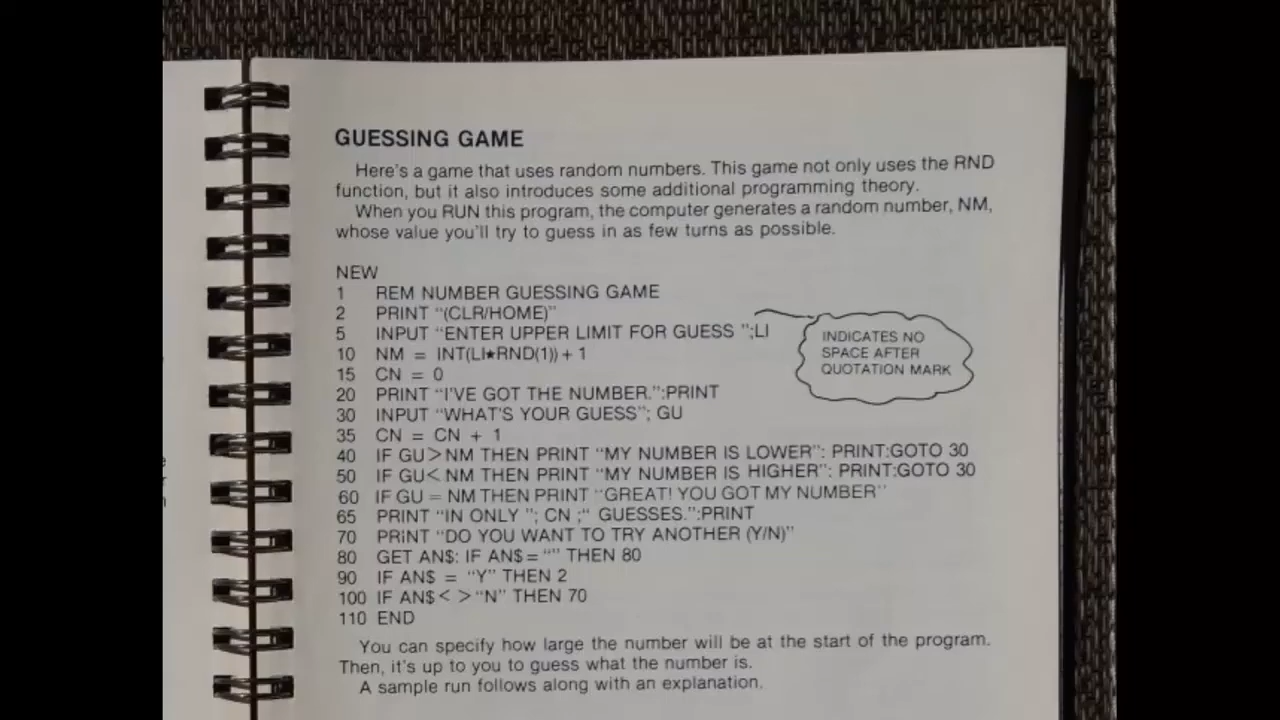 GUESSING GAME
Here's a game that uses random numbers. This game not only uses the RND
function, but it also introduces some additional programming theory.
When you RUN this program, the computer generates a random number, NM,
whose value you'll try to guess in as few turns as possible.
NEW
1 REM NUMBER GUESSING GAME
2 PRINT "(CLR/HOME)"
5 INPUT "ENTER UPPER LIMIT FOR GUESS ";LI
10 NM = INT(LI★RND(1)) + 1
15 CN = 0
20 PRINT "I'VE GOT THE NUMBER.":PRINT
30 INPUT "WHAT'S YOUR GUESS"; GU
35 CN = CN + 1
40 IF GU > NM THEN PRINT "MY NUMBER IS LOWER": PRINT:GOTO 30
50 IF GU < NM THEN PRINT "MY NUMBER IS HIGHER": PRINT:GOTO 30
60 IF GU = NM THEN PRINT "GREAT! YOU GOT MY NUMBER"
65 PRINT "IN ONLY "; CN ;" GUESSES.":PRINT
70 PRINT "DO YOU WANT TO TRY ANOTHER (Y/N)"
80 GET AN$: IF AN$ = "" THEN 80
90 IF AN$ = "Y" THEN 2
100 IF AN$ < > "N" THEN 70
110 END
INDICATES NO
SPACE AFTER
QUOTATION MARK
You can specify how large the number will be at the start of the program.
Then, it's up to you to guess what the number is.
A sample run follows along with an explanation.